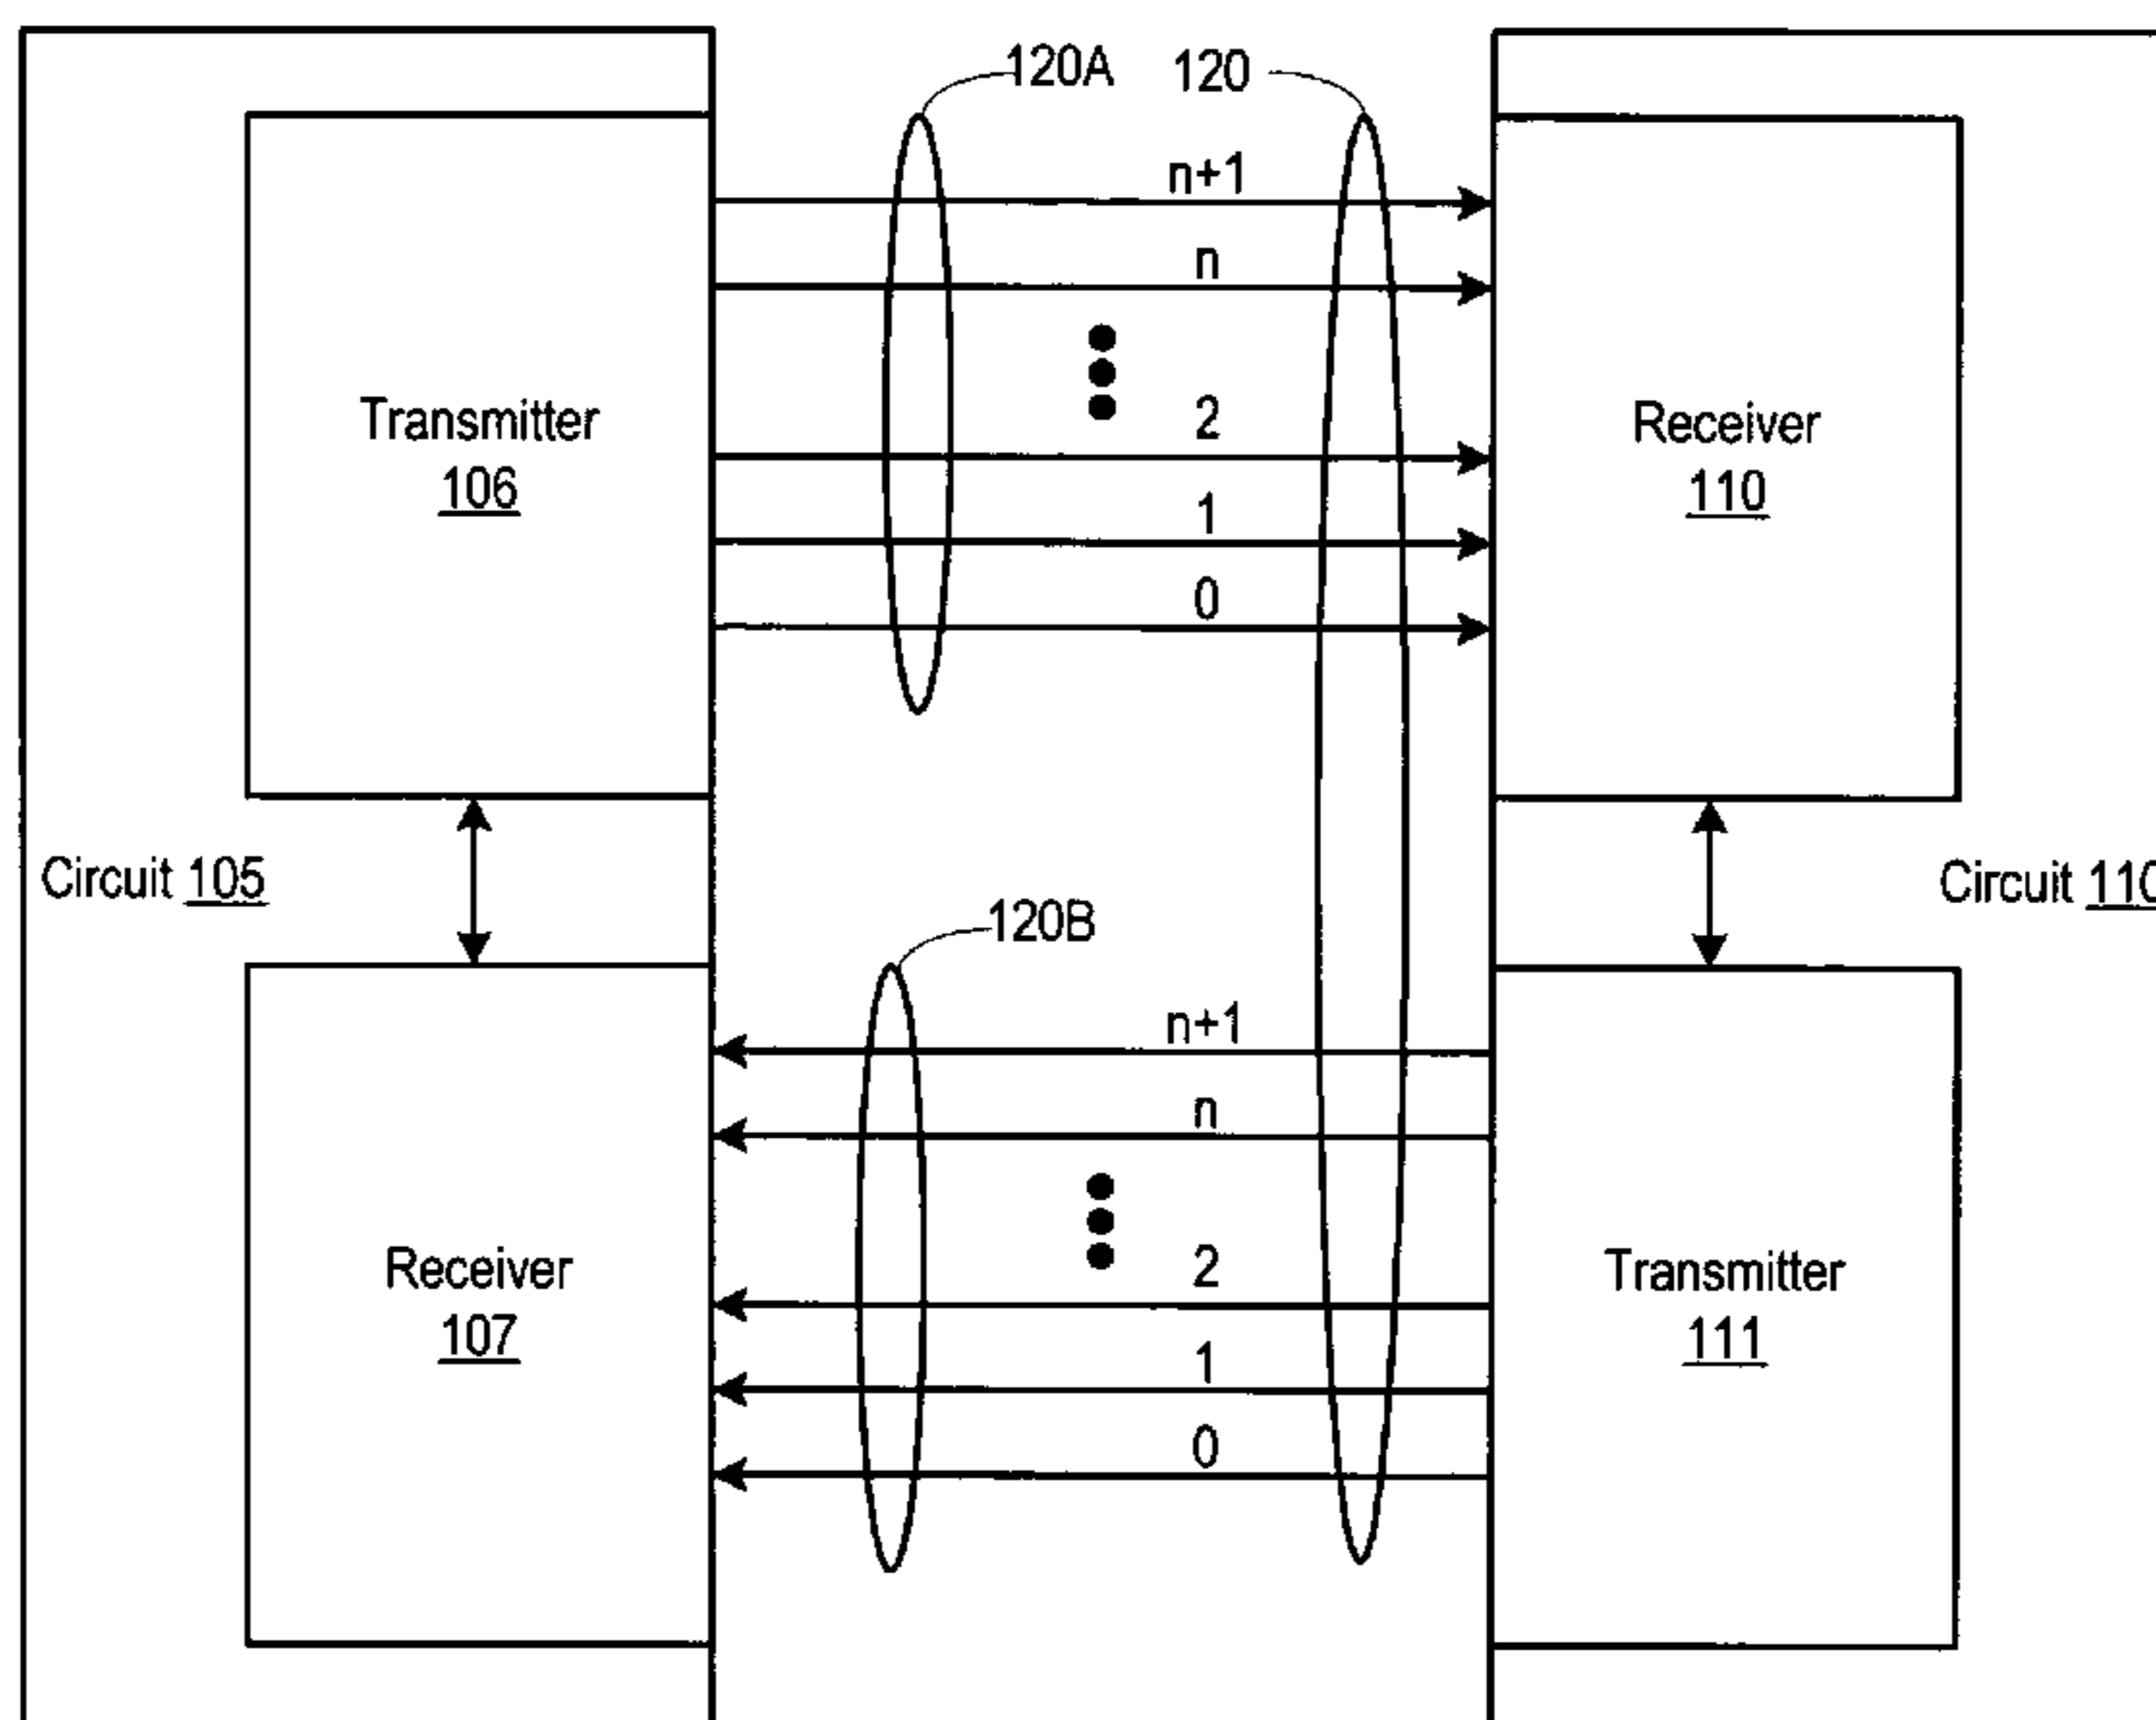 120A
120
n+1
n
2
1
0
Transmitter
106
Receiver
110
Circuit 105
Circuit 110
120B
n+1
n
2
1
0
Receiver
107
Transmitter
111